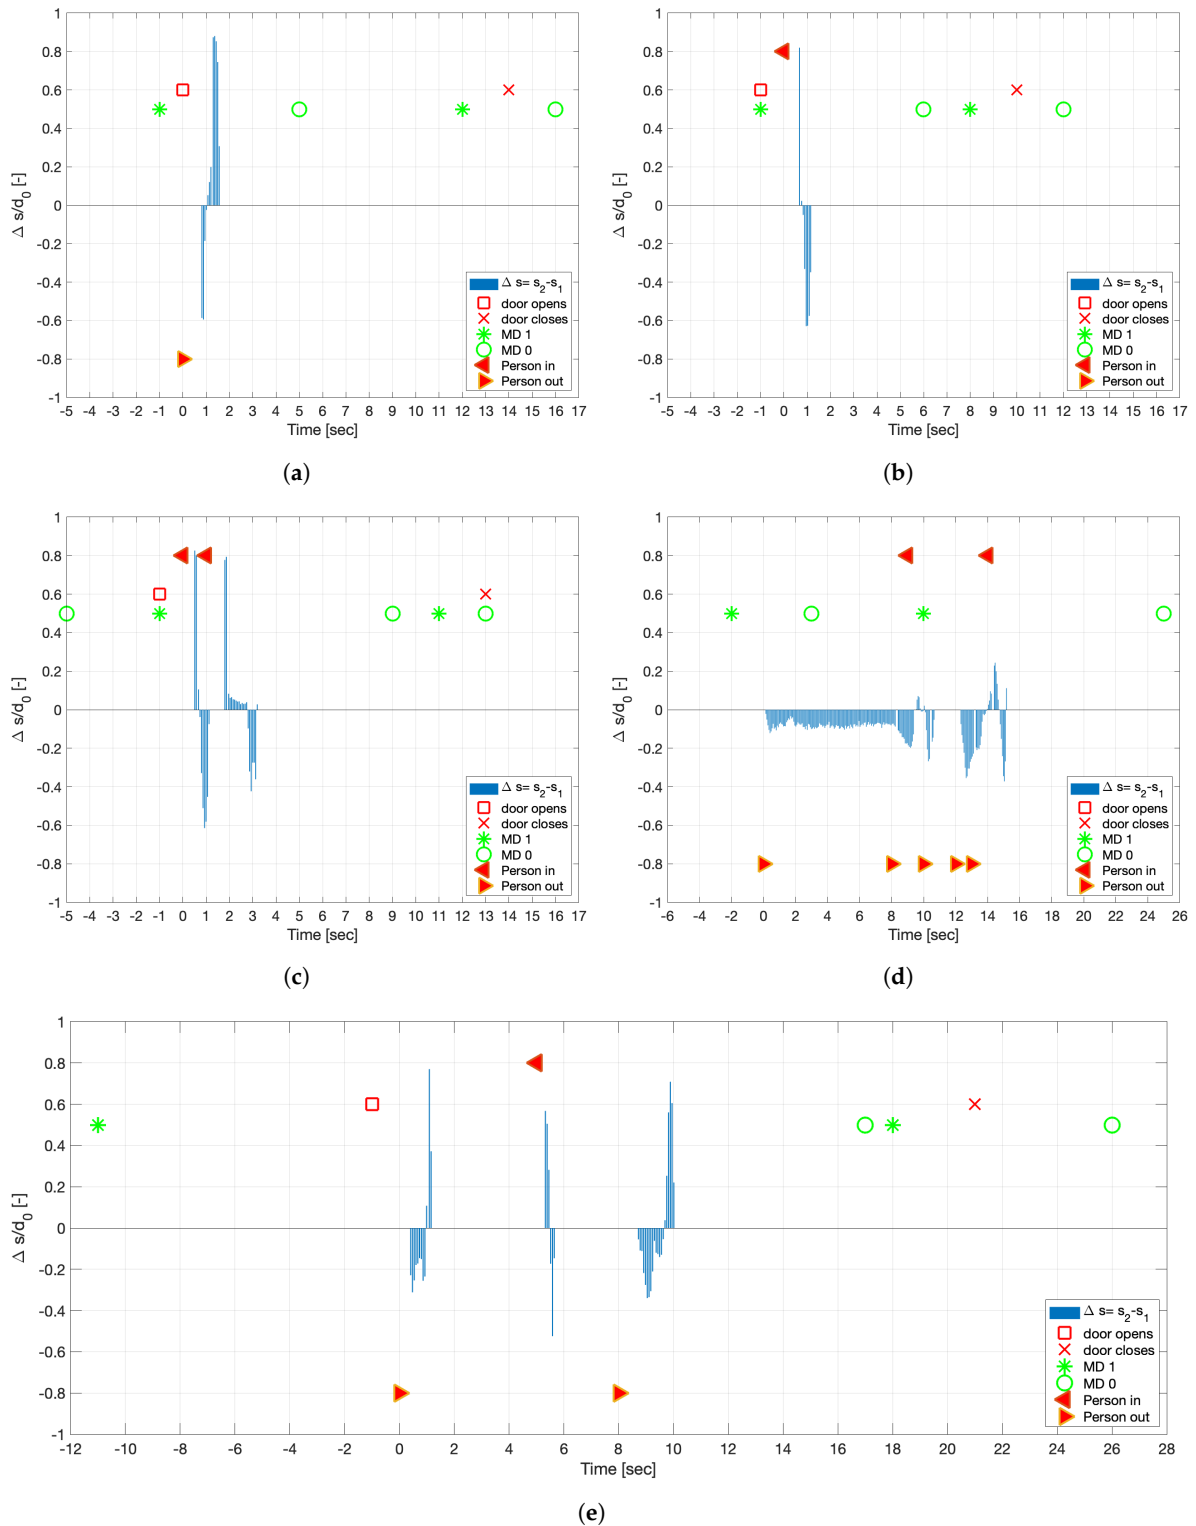 1
0.8
0.6
0.4
0.2
0
-0.2
-0.4
-0.6
-0.8
-1
Δ s/d0 [-]
-5 -4 -3 -2 -1 0 1 2 3 4 5 6 7 8 9 10 11 12 13 14 15 16 17
Time [sec]
Δ s= s2-s1
door opens
door closes
MD 1
MD 0
Person in
Person out
(a)
1
0.8
0.6
0.4
0.2
0
-0.2
-0.4
-0.6
-0.8
-1
Δ s/d0 [-]
-5 -4 -3 -2 -1 0 1 2 3 4 5 6 7 8 9 10 11 12 13 14 15 16 17
Time [sec]
Δ s= s2-s1
door opens
door closes
MD 1
MD 0
Person in
Person out
(b)
1
0.8
0.6
0.4
0.2
0
-0.2
-0.4
-0.6
-0.8
-1
Δ s/d0 [-]
-5 -4 -3 -2 -1 0 1 2 3 4 5 6 7 8 9 10 11 12 13 14 15 16 17
Time [sec]
Δ s= s2-s1
door opens
door closes
MD 1
MD 0
Person in
Person out
(c)
1
0.8
0.6
0.4
0.2
0
-0.2
-0.4
-0.6
-0.8
-1
Δ s/d0 [-]
-6 -4 -2 0 2 4 6 8 10 12 14 16 18 20 22 24 26
Time [sec]
Δ s= s2-s1
door opens
door closes
MD 1
MD 0
Person in
Person out
(d)
1
0.8
0.6
0.4
0.2
0
-0.2
-0.4
-0.6
-0.8
-1
Δ s/d0 [-]
-12 -10 -8 -6 -4 -2 0 2 4 6 8 10 12 14 16 18 20 22 24 26 28
Time [sec]
Δ s= s2-s1
door opens
door closes
MD 1
MD 0
Person in
Person out
(e)